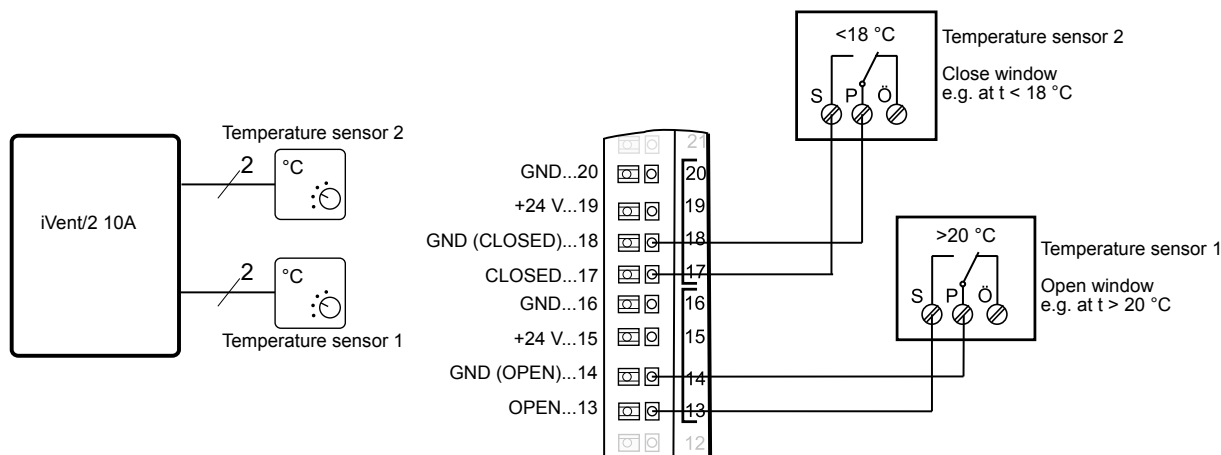 iVent/2 10A
Temperature sensor 2
2
°C
2
°C
Temperature sensor 1
21
GND...20
20
+24 V...19
19
GND (CLOSED)...18
18
CLOSED...17
17
GND...16
16
+24 V...15
15
GND (OPEN)...14
14
OPEN...13
13
12
<18 °C
S P Ö
Temperature sensor 2
Close window
e.g. at t < 18 °C
>20 °C
S P Ö
Temperature sensor 1
Open window
e.g. at t > 20 °C